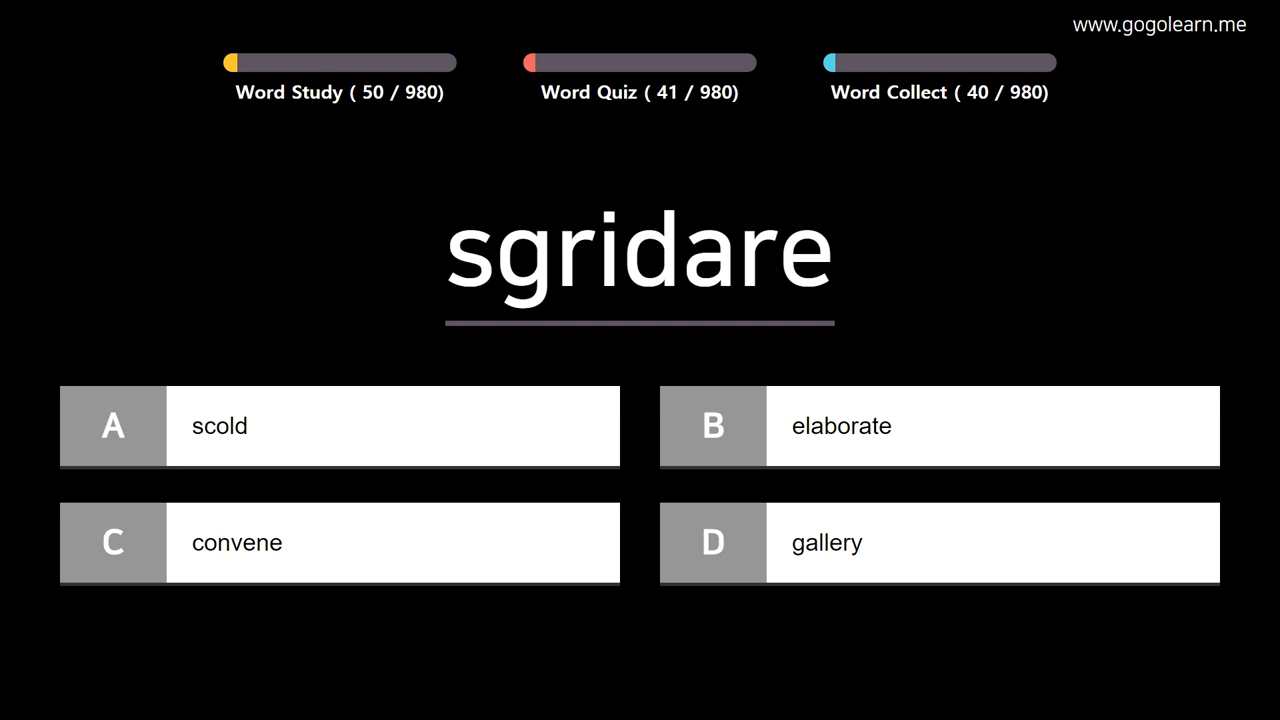 www.gogolearn.me
Word Study ( 50 / 980)
Word Quiz ( 41 / 980)
Word Collect ( 40 / 980)
sgridare
A scold
B elaborate
C convene
D gallery